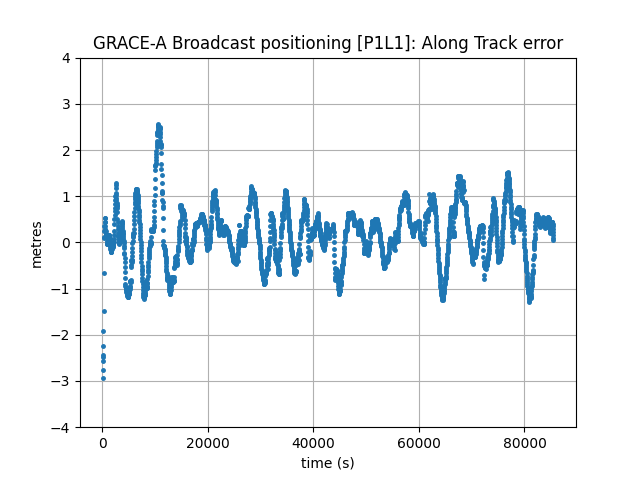 GRACE-A Broadcast positioning [P1L1]: Along Track error
4
3
2
1
0
−1
−2
−3
−4
metres
0 20000 40000 60000 80000
time (s)